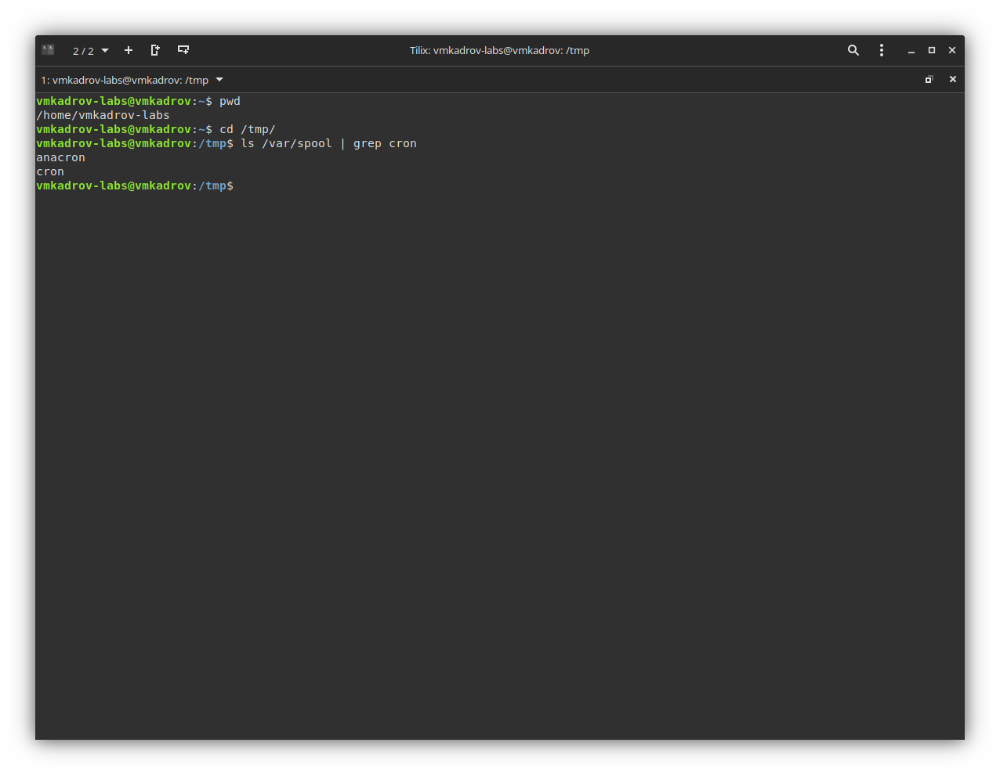 2 / 2
Tilix: vmkadrov-labs@vmkadrov: /tmp
1: vmkadrov-labs@vmkadrov: /tmp
vmkadrov-labs@vmkadrov:~$ pwd
/home/vmkadrov-labs
vmkadrov-labs@vmkadrov:~$ cd /tmp/
vmkadrov-labs@vmkadrov:/tmp$ ls /var/spool | grep cron
anacron
cron
vmkadrov-labs@vmkadrov:/tmp$